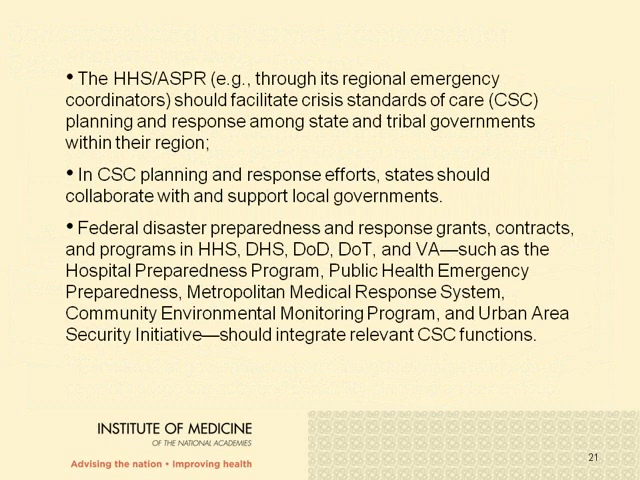 • The HHS/ASPR (e.g., through its regional emergency
coordinators) should facilitate crisis standards of care (CSC)
planning and response among state and tribal governments
within their region;
• In CSC planning and response efforts, states should
collaborate with and support local governments.
• Federal disaster preparedness and response grants, contracts,
and programs in HHS, DHS, DoD, DoT, and VA—such as the
Hospital Preparedness Program, Public Health Emergency
Preparedness, Metropolitan Medical Response System,
Community Environmental Monitoring Program, and Urban Area
Security Initiative—should integrate relevant CSC functions.
INSTITUTE OF MEDICINE
OF THE NATIONAL ACADEMIES
Advising the nation • Improving health
21